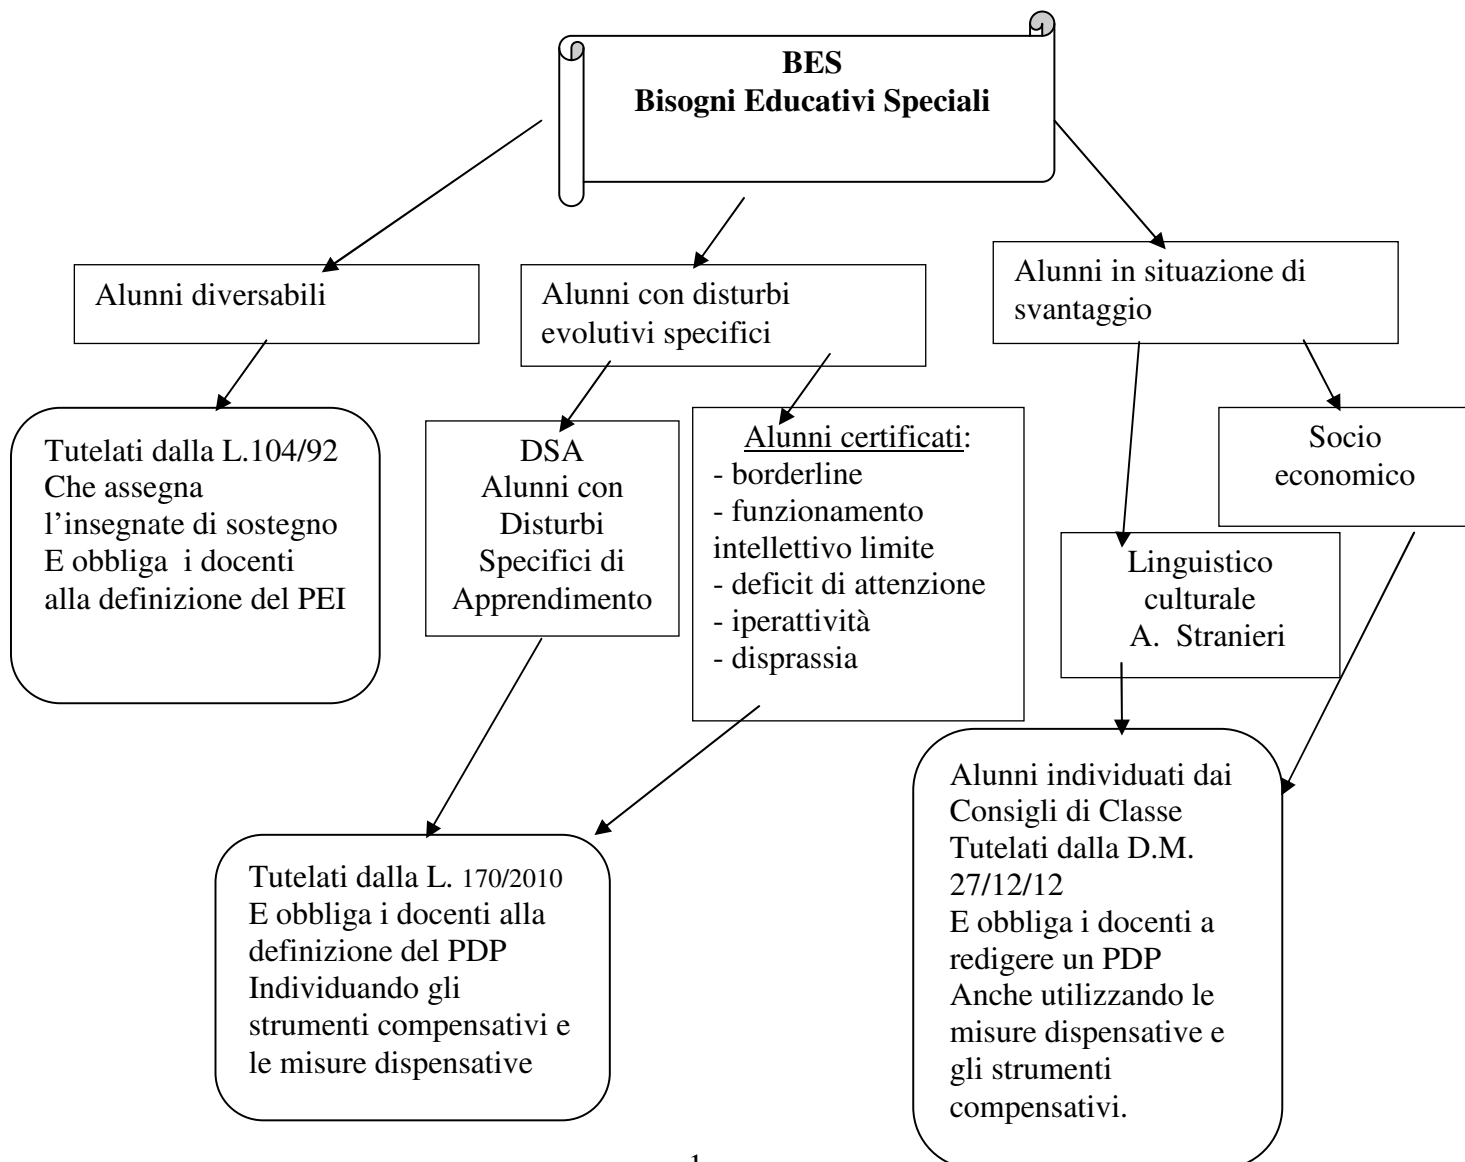 BES
Bisogni Educativi Speciali
Alunni diversabili
Alunni con disturbi
evolutivi specifici
Alunni in situazione di
svantaggio
Tutelati dalla L.104/92
Che assegna
l’insegnate di sostegno
E obbliga i docenti
alla definizione del PEI
DSA
Alunni con
Disturbi
Specifici di
Apprendimento
Alunni certificati:
- borderline
- funzionamento
intellettivo limite
- deficit di attenzione
- iperattività
- disprassia
Socio
economico
Linguistico
culturale
A. Stranieri
Tutelati dalla L. 170/2010
E obbliga i docenti alla
definizione del PDP
Individuando gli
strumenti compensativi e
le misure dispensative
Alunni individuati dai
Consigli di Classe
Tutelati dalla D.M.
27/12/12
E obbliga i docenti a
redigere un PDP
Anche utilizzando le
misure dispensative e
gli strumenti
compensativi.
1